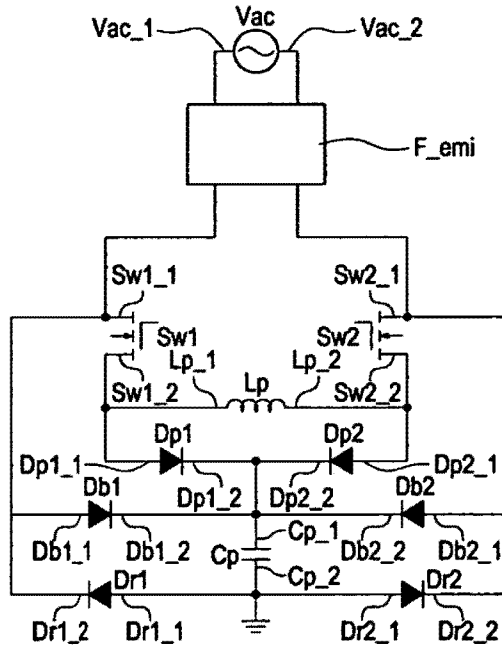 Vac
Vac_1 Vac_2
F_emi
Sw1_1 Sw2_1
Sw1 Sw2
Lp_1 Lp Lp_2
Sw1_2 Sw2_2
Dp1 Dp2
Dp1_1 Dp1_2 Dp2_2 Dp2_1
Db1 Db2
Db1_1 Db1_2 Cp_1 Db2_2 Db2_1
Cp
Cp_2
Dr1 Dr2
Dr1_2 Dr1_1 Dr2_1 Dr2_2